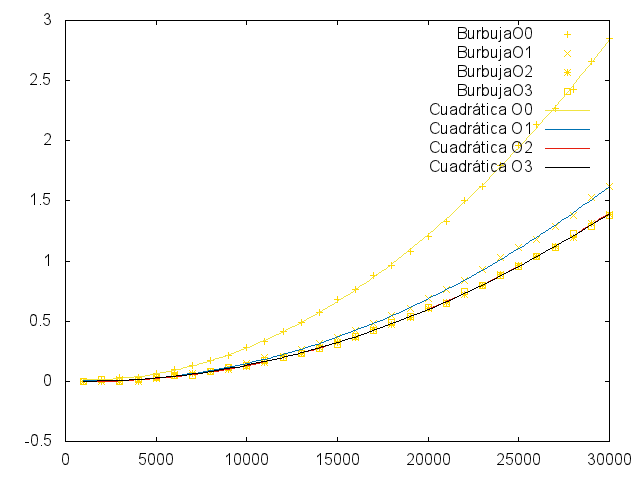 3
BurbujaO0
BurbujaO1
2.5
BurbujaO2
BurbujaO3
Cuadrática O0
2
Cuadrática O1
Cuadrática O2
Cuadrática O3
1.5
1
0.5
0
-0.5
0 5000 10000 15000 20000 25000 30000